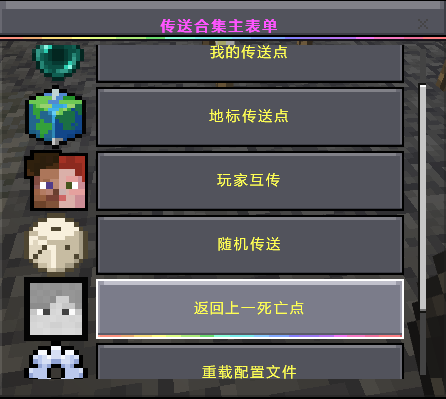 传送合集主表单
我的传送点
地标传送点
玩家互传
随机传送
返回上一死亡点
重载配置文件